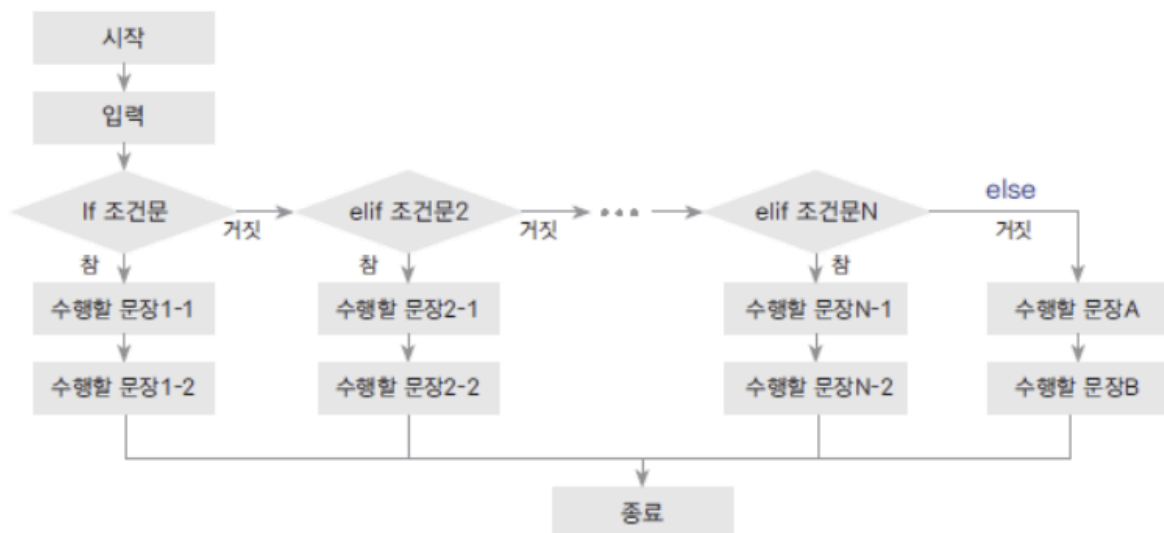 시작
입력
If 조건문
거짓
elif 조건문2
거짓
elif 조건문N
else
거짓
참
참
참
수행할 문장1-1
수행할 문장2-1
수행할 문장N-1
수행할 문장A
수행할 문장1-2
수행할 문장2-2
수행할 문장N-2
수행할 문장B
종료